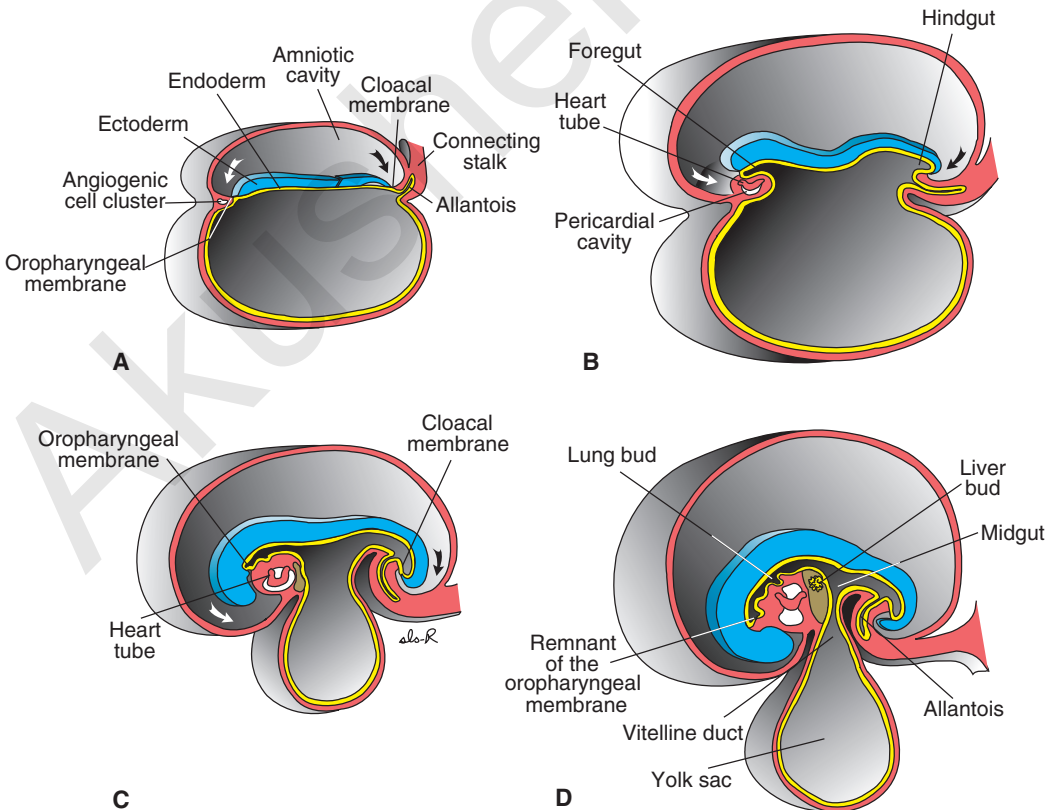 Amniotic
cavity
Endoderm
Cloacal
membrane
Ectoderm
Connecting
stalk
Angiogenic
cell cluster
Allantois
Oropharyngeal
membrane
A
Hindgut
Foregut
Heart
tube
Pericardial
cavity
B
Oropharyngeal
membrane
Cloacal
membrane
Heart
tube
sls-R
C
Lung bud
Liver
bud
Midgut
Remnant
of the
oropharyngeal
membrane
Vitelline duct
Allantois
Yolk sac
D